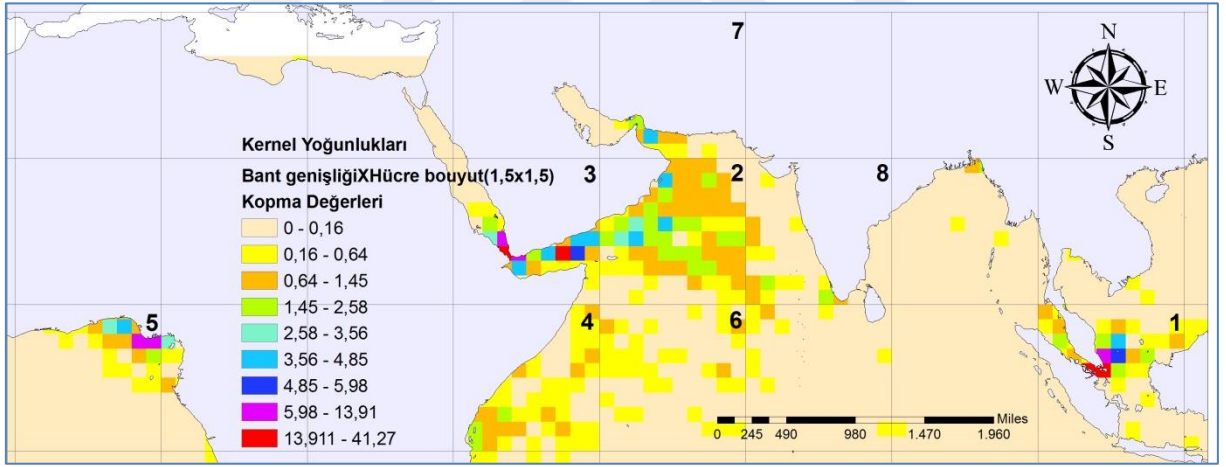 7
N
W E
S
Kernel Yoğunlukları
Bant genişliğiXHücre bouyut(1,5x1,5)
3
2
8
Kopma Değerleri
0 - 0,16
0,16 - 0,64
0,64 - 1,45
1,45 - 2,58
2,58 - 3,56
3,56 - 4,85
4,85 - 5,98
5,98 - 13,91
13,911 - 41,27
5
4
6
1
Miles
0 245 490 980 1.470 1.960